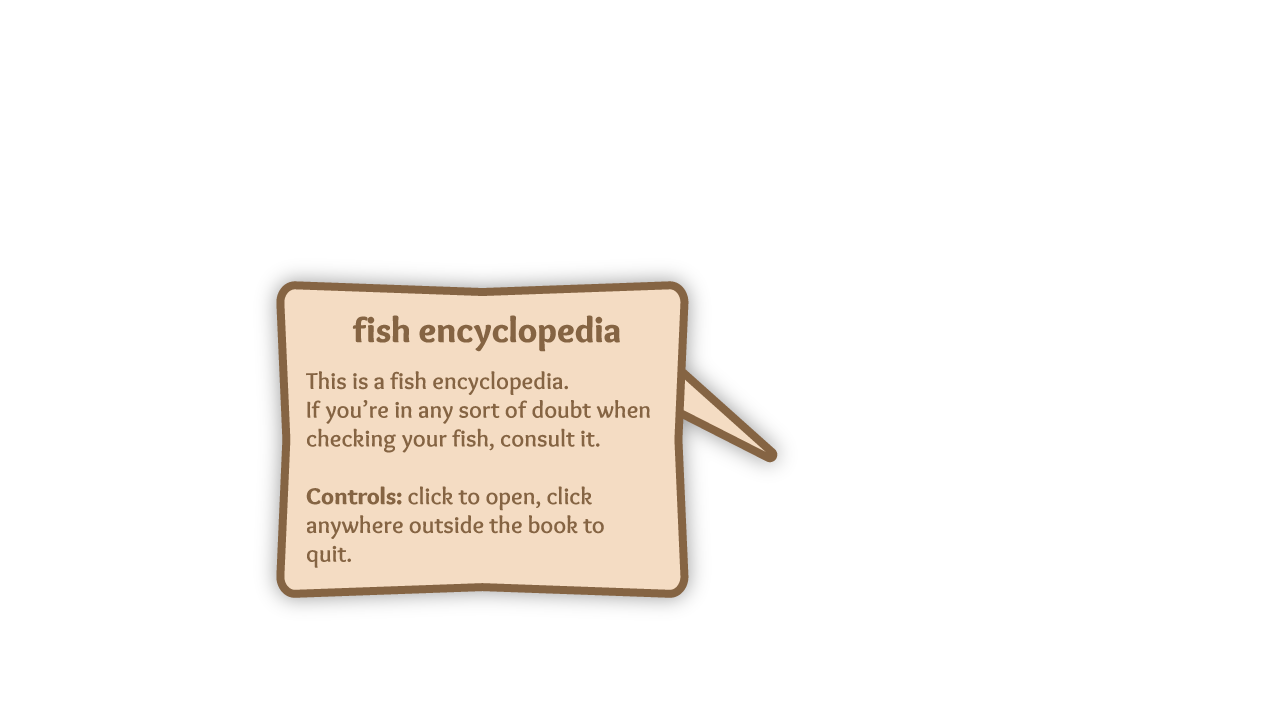 fish encyclopedia
This is a fish encyclopedia.
If you’re in any sort of doubt when
checking your fish, consult it.
Controls: click to open, click
anywhere outside the book to
quit.